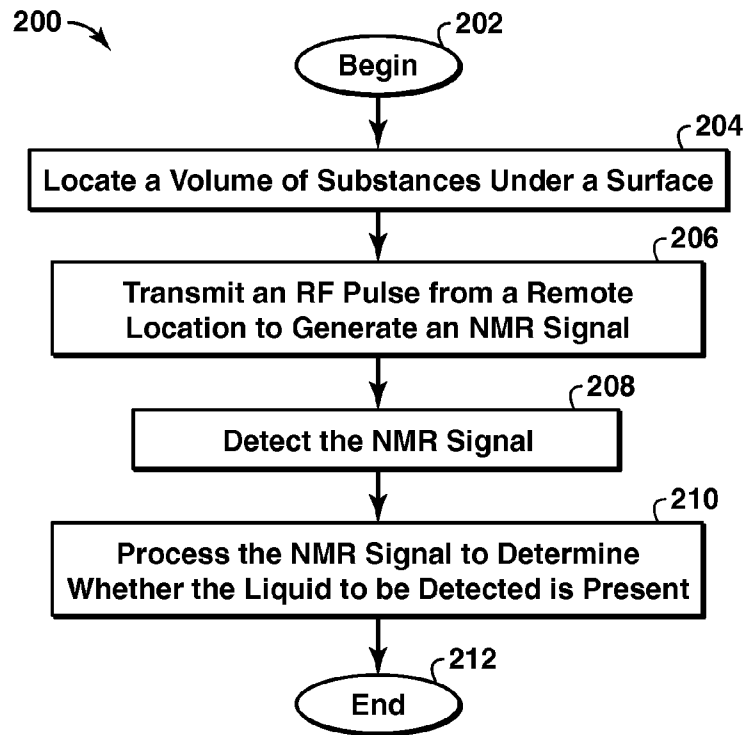 200
202
Begin
204
Locate a Volume of Substances Under a Surface
206
Transmit an RF Pulse from a Remote
Location to Generate an NMR Signal
208
Detect the NMR Signal
210
Process the NMR Signal to Determine
Whether the Liquid to be Detected is Present
212
End